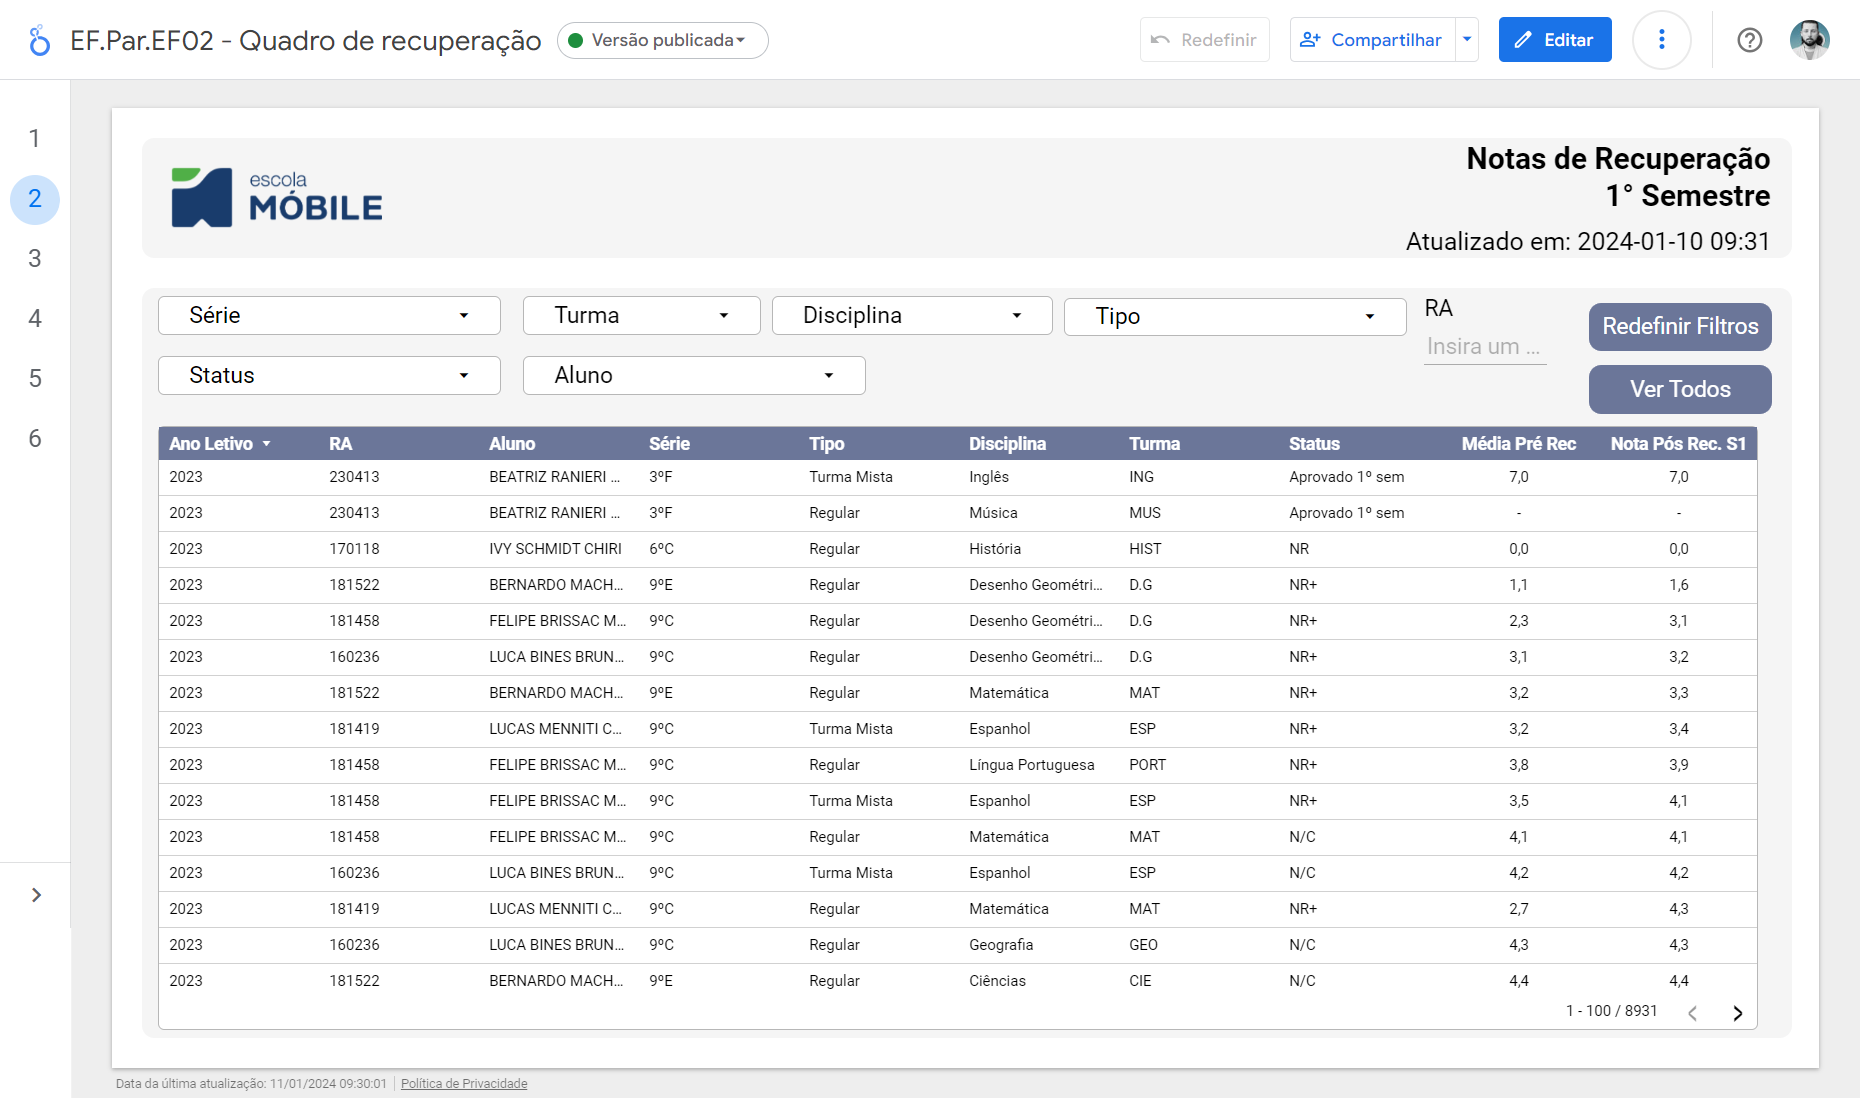 EF.Par.EF02 - Quadro de recuperação
Versão publicada
Redefinir
Compartilhar
Editar
1
2
3
4
5
6
escola
MÓBILE
Notas de Recuperação
1° Semestre
Atualizado em: 2024-01-10 09:31
Série
Turma
Disciplina
Tipo
RA
Insira um ...
Redefinir Filtros
Status
Aluno
Ver Todos
Ano Letivo RA Aluno Série Tipo Disciplina Turma Status Média Pré Rec Nota Pós Rec. S1
2023 230413 BEATRIZ RANIERI ... 3ºF Turma Mista Inglês ING Aprovado 1º sem 7,0 7,0
2023 230413 BEATRIZ RANIERI ... 3ºF Regular Música MUS Aprovado 1º sem - -
2023 170118 IVY SCHMIDT CHIRI 6ºC Regular História HIST NR 0,0 0,0
2023 181522 BERNARDO MACH... 9ºE Regular Desenho Geométri... D.G NR+ 1,1 1,6
2023 181458 FELIPE BRISSAC M... 9ºC Regular Desenho Geométri... D.G NR+ 2,3 3,1
2023 160236 LUCA BINES BRUN... 9ºC Regular Desenho Geométri... D.G NR+ 3,1 3,2
2023 181522 BERNARDO MACH... 9ºE Regular Matemática MAT NR+ 3,2 3,3
2023 181419 LUCAS MENNITI C... 9ºC Turma Mista Espanhol ESP NR+ 3,2 3,4
2023 181458 FELIPE BRISSAC M... 9ºC Regular Língua Portuguesa PORT NR+ 3,8 3,9
2023 181458 FELIPE BRISSAC M... 9ºC Turma Mista Espanhol ESP NR+ 3,5 4,1
2023 181458 FELIPE BRISSAC M... 9ºC Regular Matemática MAT N/C 4,1 4,1
2023 160236 LUCA BINES BRUN... 9ºC Turma Mista Espanhol ESP N/C 4,2 4,2
2023 181419 LUCAS MENNITI C... 9ºC Regular Matemática MAT NR+ 2,7 4,3
2023 160236 LUCA BINES BRUN... 9ºC Regular Geografia GEO N/C 4,3 4,3
2023 181522 BERNARDO MACH... 9ºE Regular Ciências CIE N/C 4,4 4,4
1 - 100 / 8931
Data da última atualização: 11/01/2024 09:30:01
Política de Privacidade